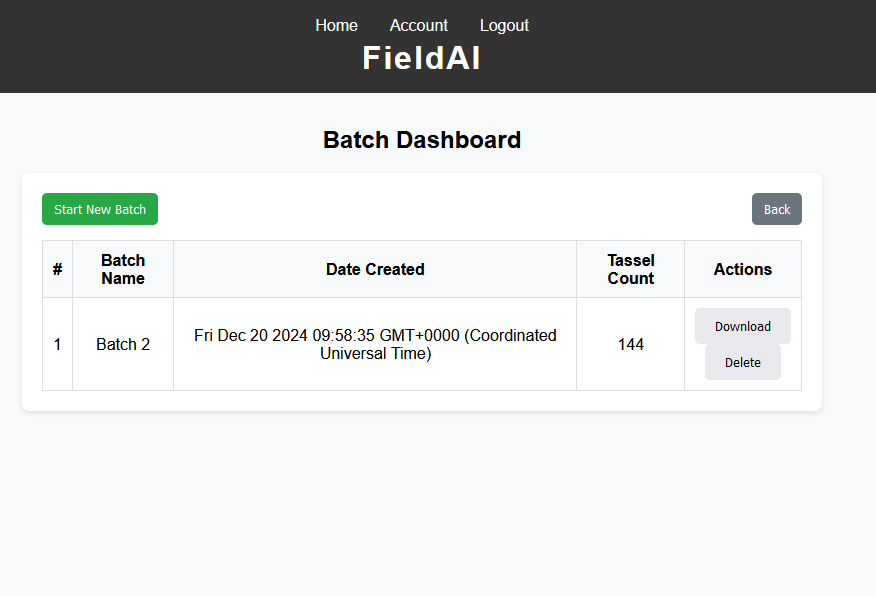 Home Account Logout
FieldAI
Batch Dashboard
Start New Batch Back
# Batch Name Date Created Tassel Count Actions
1 Batch 2 Fri Dec 20 2024 09:58:35 GMT+0000 (Coordinated Universal Time) 144 Download
Delete